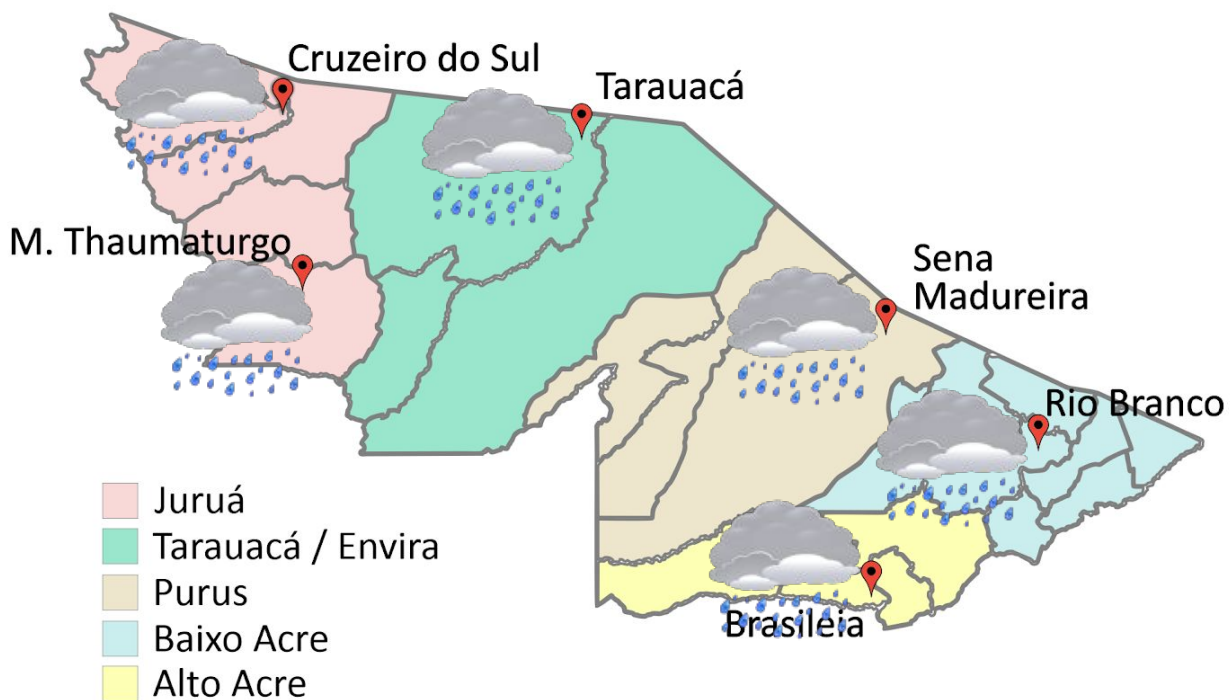 Cruzeiro do Sul
Tarauacá
M. Thaumaturgo
Sena
Madureira
Rio Branco
Brasileia
Juruá
Tarauacá / Envira
Purus
Baixo Acre
Alto Acre